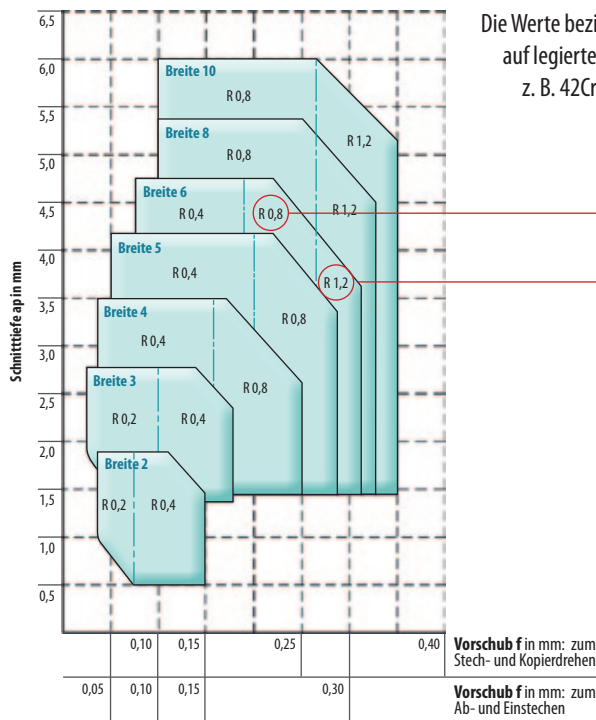 6,5
Die Werte bezi
auf legierte
z. B. 42Cr
6,0
Breite 10
R 0,8
5,5
Breite 8
R 1,2
R 0,8
5,0
Breite 6
4,5
R 0,4
R 0,8
R 1,2
Breite 5
4,0
R 0,4
R 1,2
3,5
Breite 4
R 0,8
R 0,4
Schnitttiefe ap in mm
3,0
Breite 3
R 0,8
2,5
R 0,2
R 0,4
2,0
Breite 2
1,5
R 0,2
R 0,4
1,0
0,5
0,10 0,15 0,25 0,40
Vorschub f in mm: zum
Stech- und Kopierdrehen
0,05 0,10 0,15 0,30
Vorschub f in mm: zum
Ab- und Einstechen